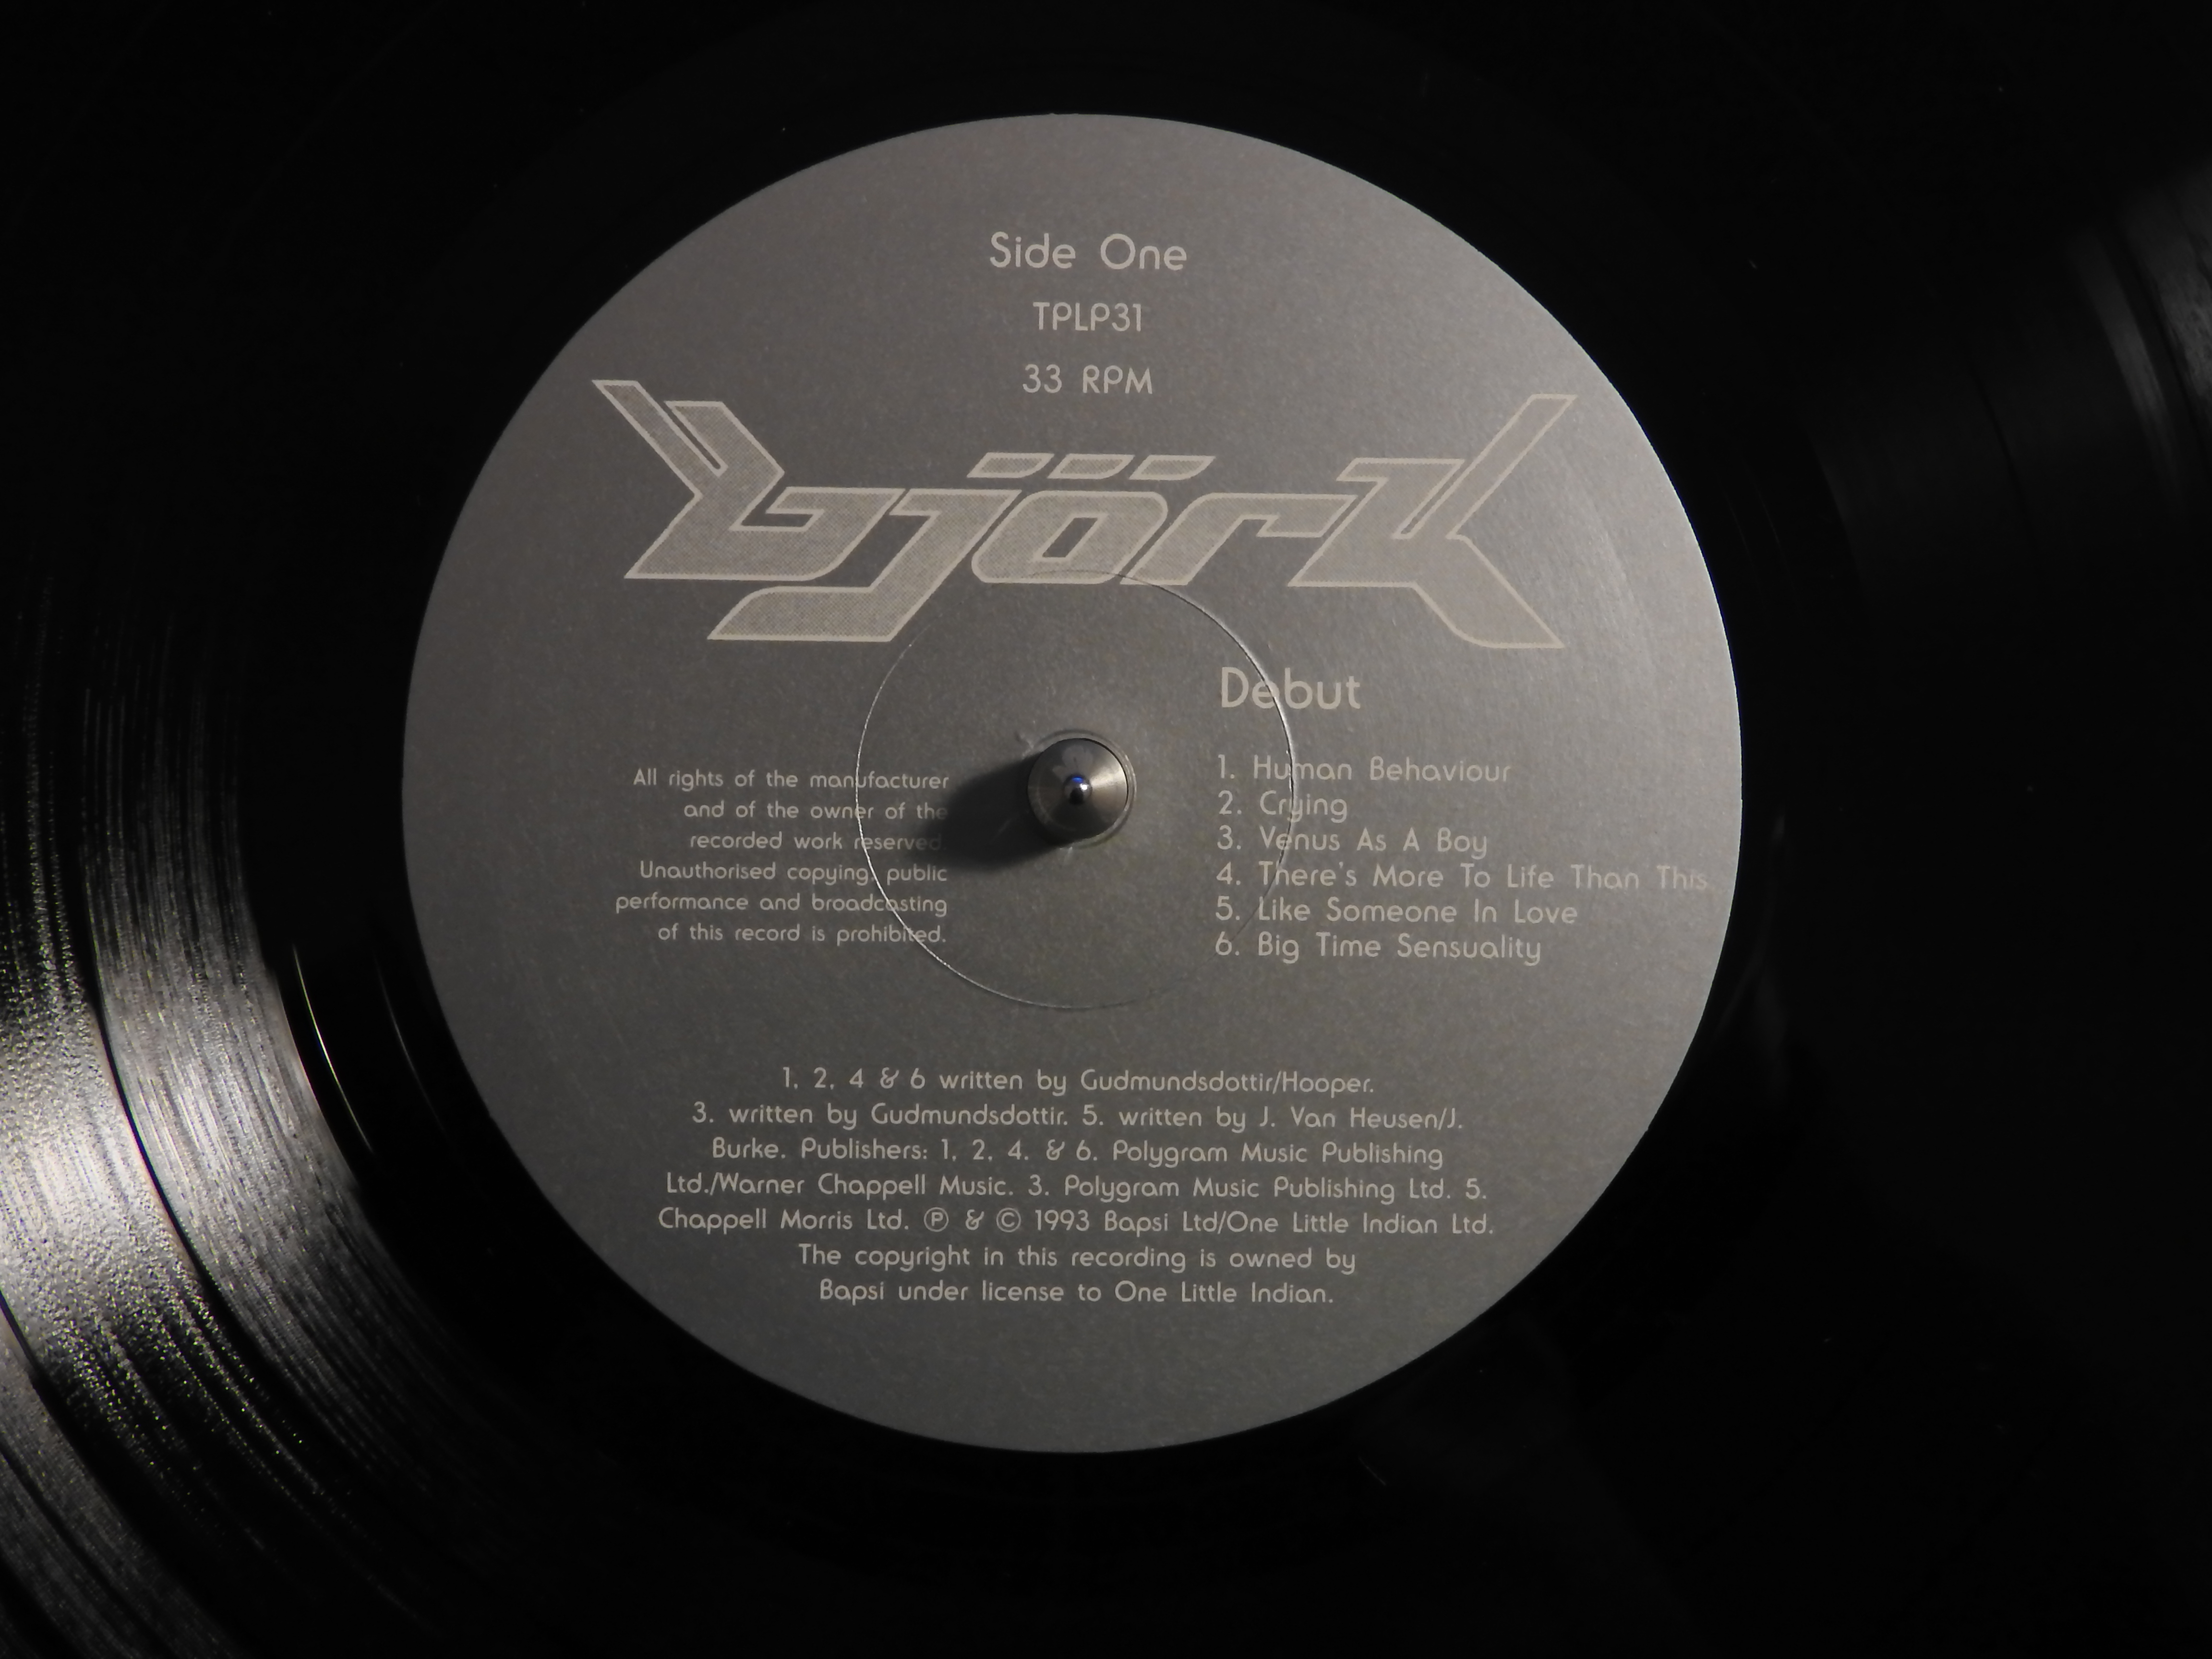 Side One
TPLP31
33 RPM
björk
Debut
All rights of the manufacturer
and of the owner of the
recorded work reserved.
Unauthorised copying, public
performance and broadcasting
of this record is prohibited.
1. Human Behaviour
2. Crying
3. Venus As A Boy
4. There's More To Life Than This.
5. Like Someone In Love
6. Big Time Sensuality
1, 2, 4 & 6 written by Gudmundsdottir/Hooper.
3. written by Gudmundsdottir. 5. written by J. Van Heusen/J.
Burke. Publishers: 1, 2, 4. & 6. Polygram Music Publishing
Ltd./Warner Chappell Music. 3. Polygram Music Publishing Ltd. 5.
Chappell Morris Ltd. ℗ & © 1993 Bapsi Ltd/One Little Indian Ltd.
The copyright in this recording is owned by
Bapsi under license to One Little Indian.